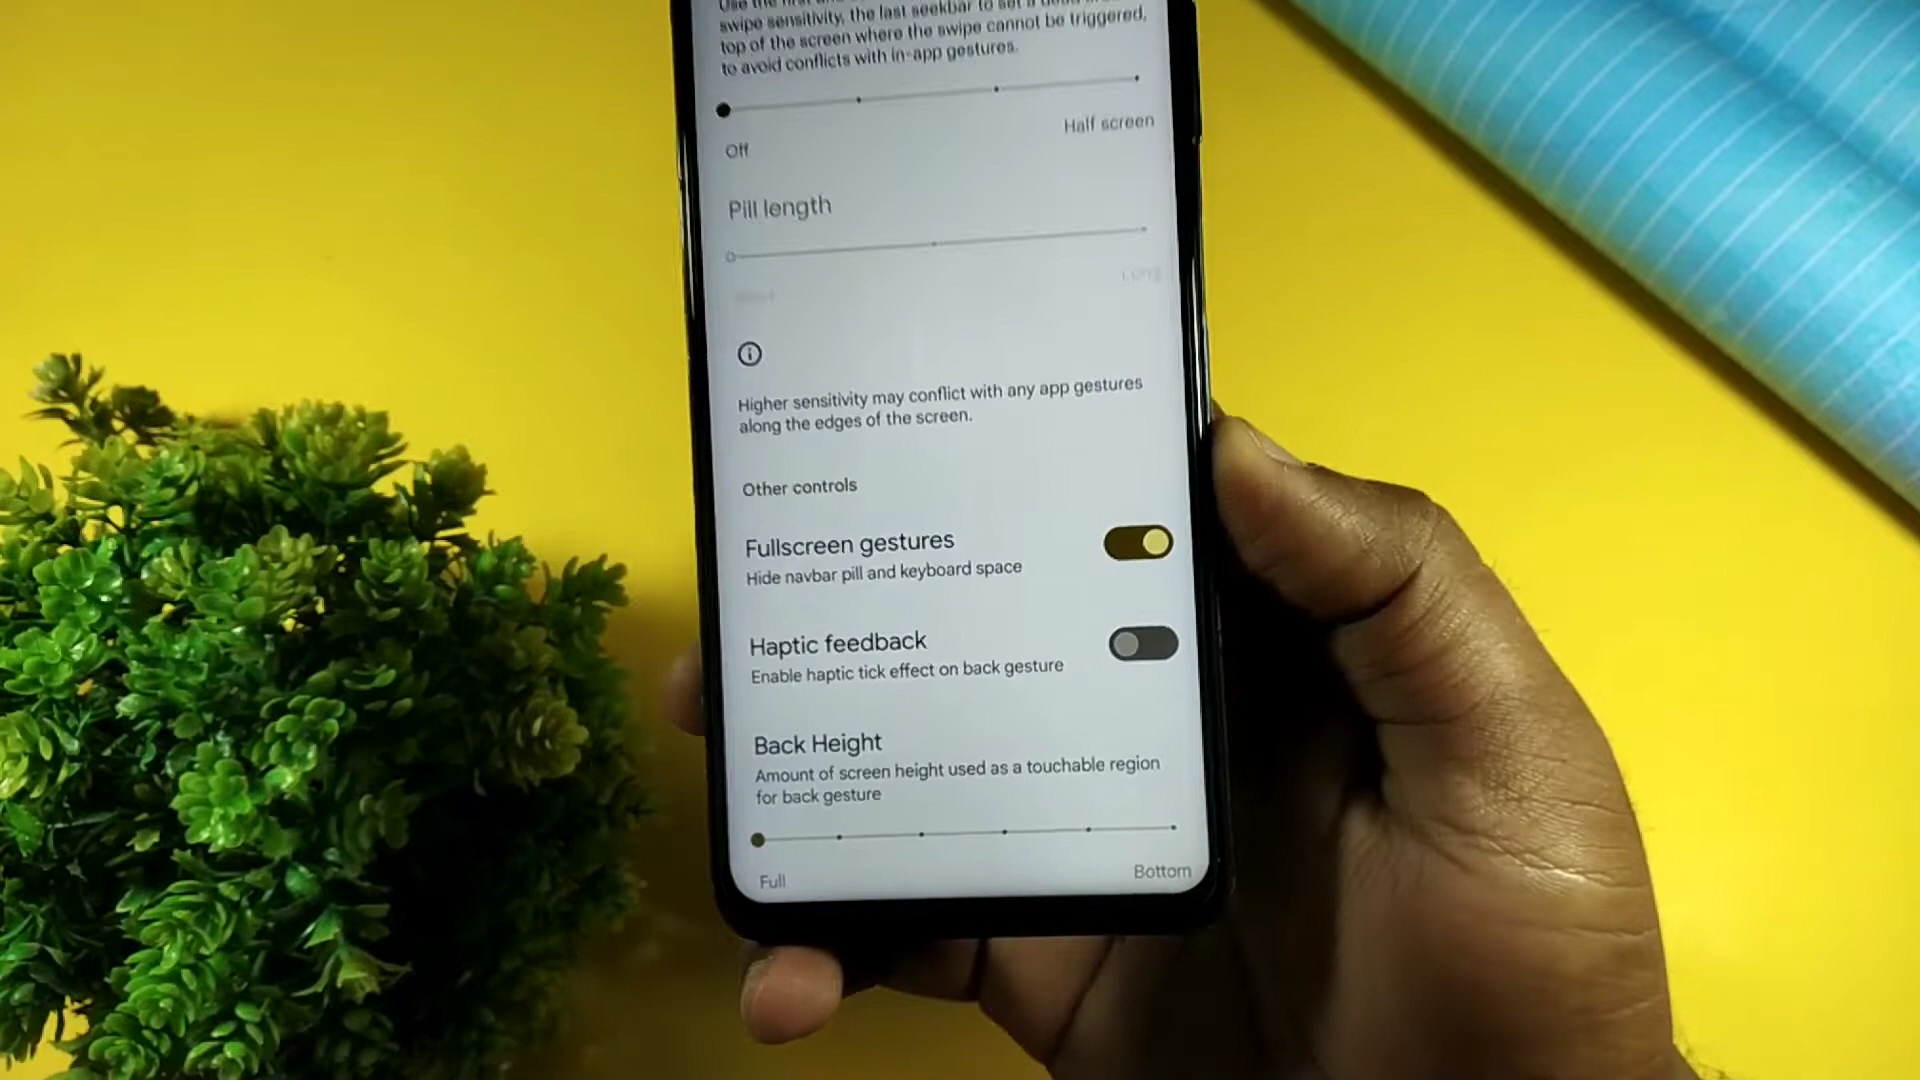 Use the
swipe sensitivity, the last seekbar to set a dead
top of the screen where the swipe cannot be triggered,
to avoid conflicts with in-app gestures.
Off
Half screen
Pill length
Long
Higher sensitivity may conflict with any app gestures
along the edges of the screen.
Other controls
Fullscreen gestures
Hide navbar pill and keyboard space
Haptic feedback
Enable haptic tick effect on back gesture
Back Height
Amount of screen height used as a touchable region
for back gesture
Full
Bottom